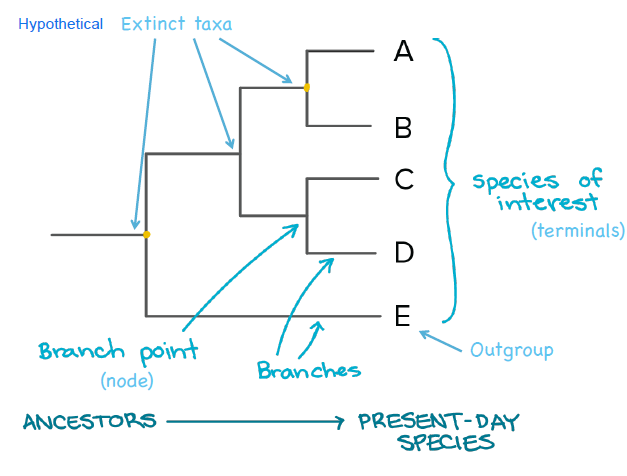 Hypothetical Extinct taxa
A
B
C
species of
interest
(terminals)
D
E
Outgroup
Branch point
(node)
Branches
ANCESTORS
PRESENT-DAY
SPECIES